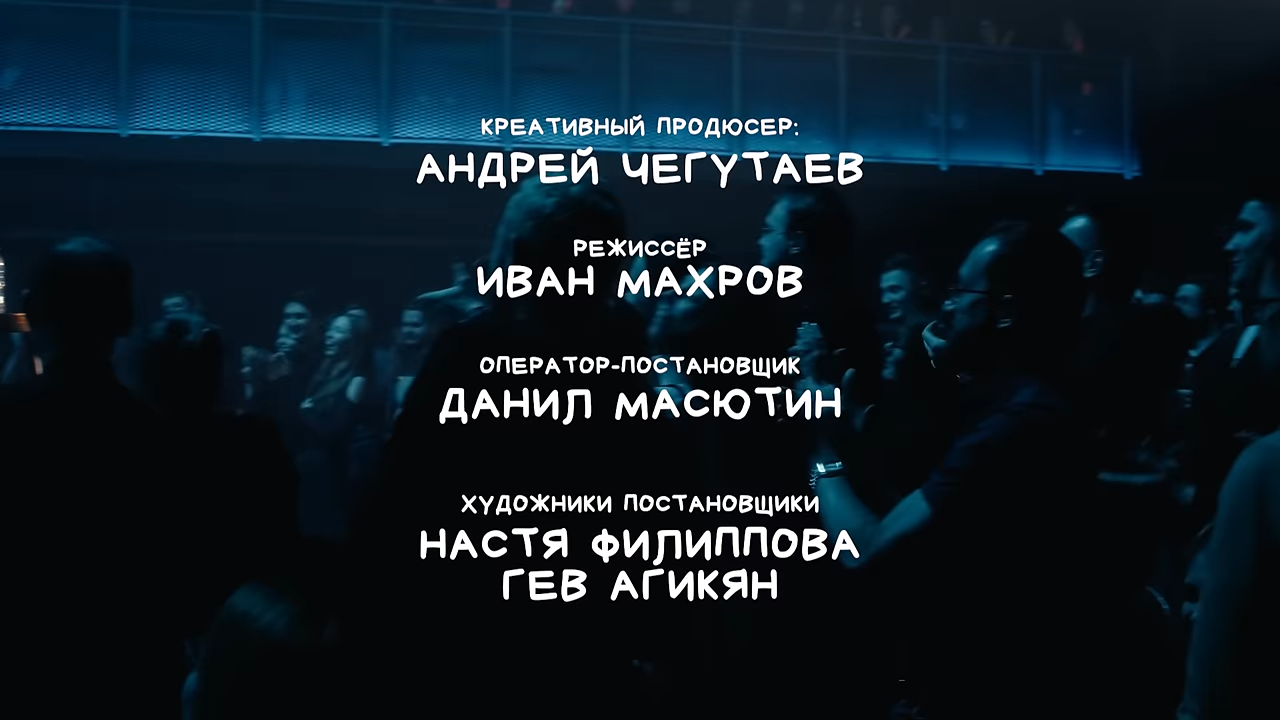 КРЕАТИВНЫЙ ПРОДЮСЕР:
АНДРЕЙ ЧЕГУТАЕВ
РЕЖИССЁР
ИВАН МАХРОВ
ОПЕРАТОР-ПОСТАНОВЩИК
ДАНИЛ МАСЮТИН
ХУДОЖНИКИ ПОСТАНОВЩИКИ
НАСТЯ ФИЛИППОВА
ГЕВ АГИКЯН